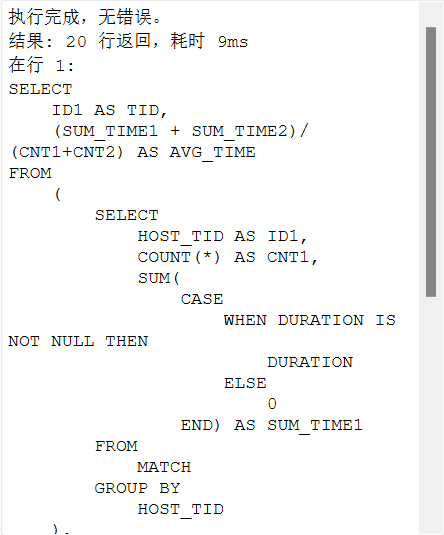 执行完成，无错误。
结果: 20 行返回，耗时 9ms
在行 1:
SELECT
    ID1 AS TID,
    (SUM_TIME1 + SUM_TIME2)/
(CNT1+CNT2) AS AVG_TIME
FROM
    (
        SELECT
            HOST_TID AS ID1,
            COUNT(*) AS CNT1,
            SUM(
                CASE
                    WHEN DURATION IS
NOT NULL THEN
                        DURATION
                    ELSE
                        0
                END) AS SUM_TIME1
        FROM
            MATCH
        GROUP BY
            HOST_TID
    ),